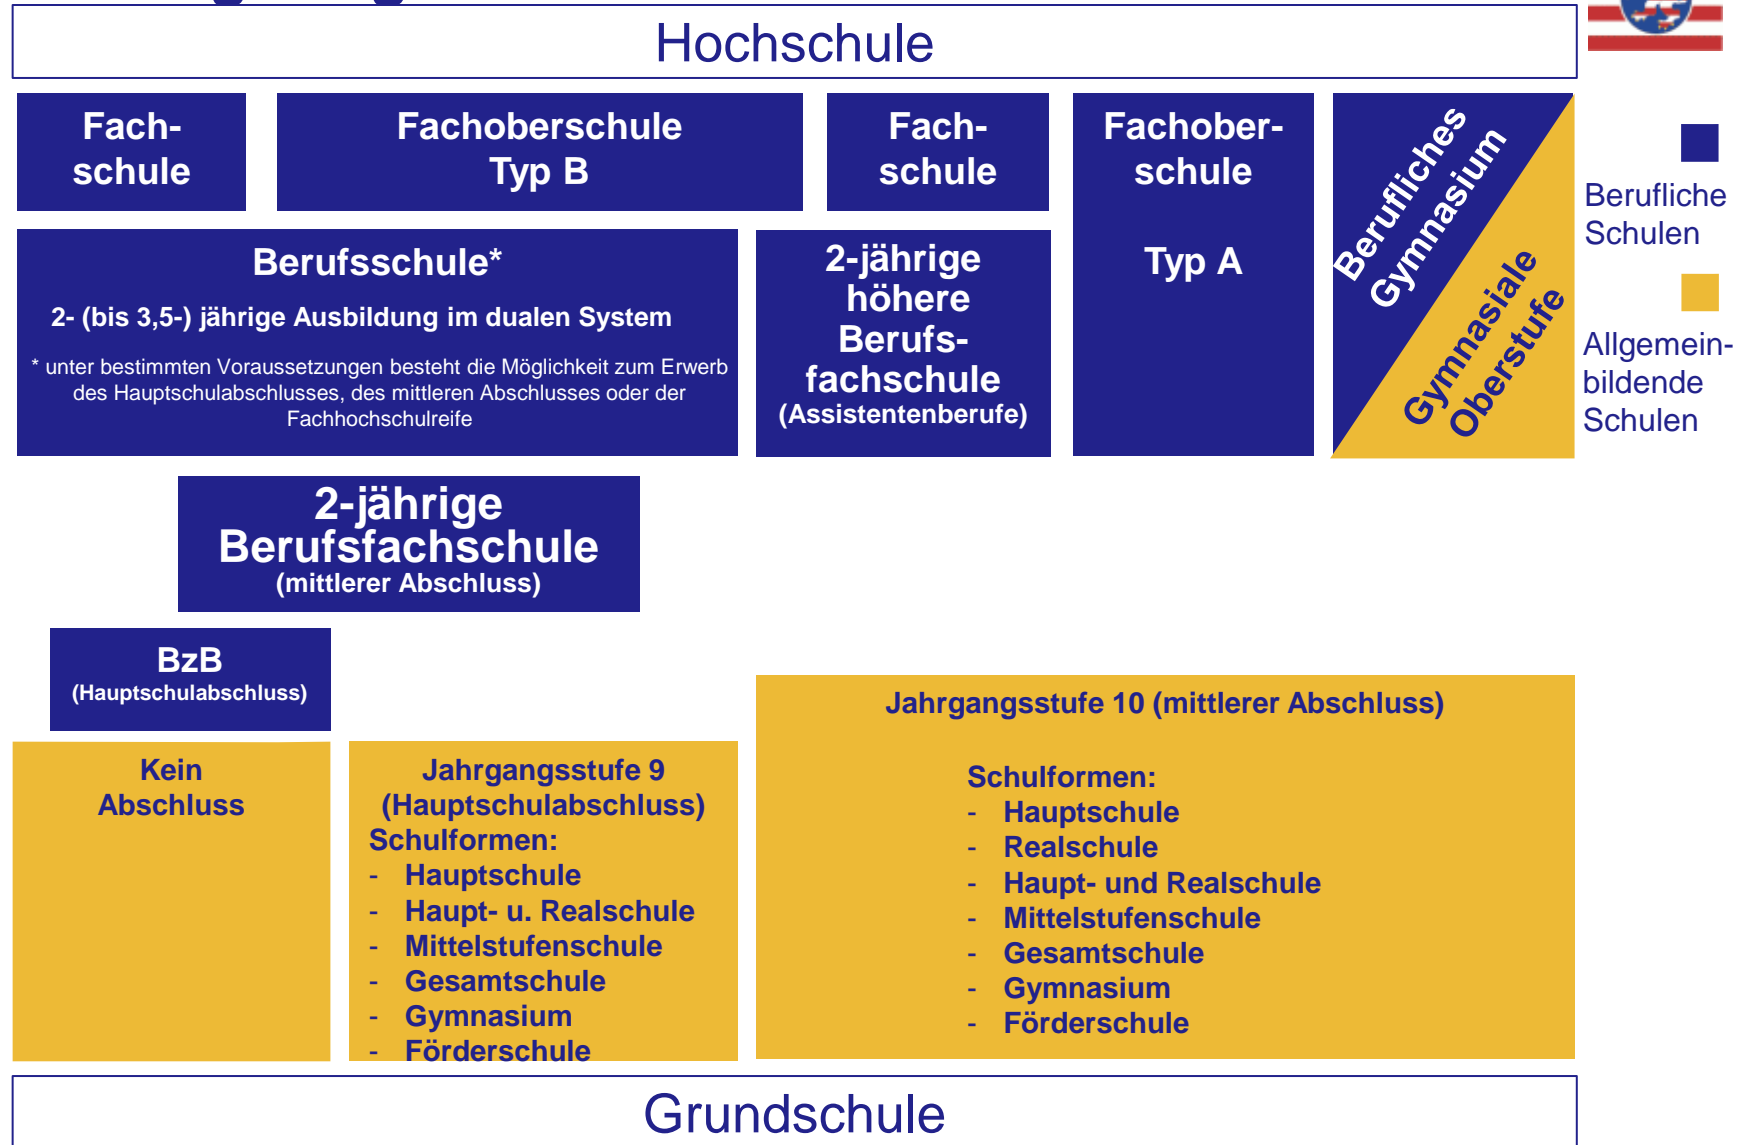 Hochschule
Fach-
schule
Fachoberschule
Typ B
Fach-
schule
Fachober-
schule
Typ A
Berufliches
Gymnasium
Gymnasiale
Oberstufe
Berufliche
Schulen
Allgemein-
bildende
Schulen
Berufsschule*
2- (bis 3,5-) jährige Ausbildung im dualen System
* unter bestimmten Voraussetzungen besteht die Möglichkeit zum Erwerb
des Hauptschulabschlusses, des mittleren Abschlusses oder der
Fachhochschulreife
2-jährige
höhere
Berufs-
fachschule
(Assistentenberufe)
2-jährige
Berufsfachschule
(mittlerer Abschluss)
BzB
(Hauptschulabschluss)
Kein
Abschluss
Jahrgangsstufe 9
(Hauptschulabschluss)
Schulformen:
- Hauptschule
- Haupt- u. Realschule
- Mittelstufenschule
- Gesamtschule
- Gymnasium
- Förderschule
Jahrgangsstufe 10 (mittlerer Abschluss)
Schulformen:
- Hauptschule
- Realschule
- Haupt- und Realschule
- Mittelstufenschule
- Gesamtschule
- Gymnasium
- Förderschule
Grundschule